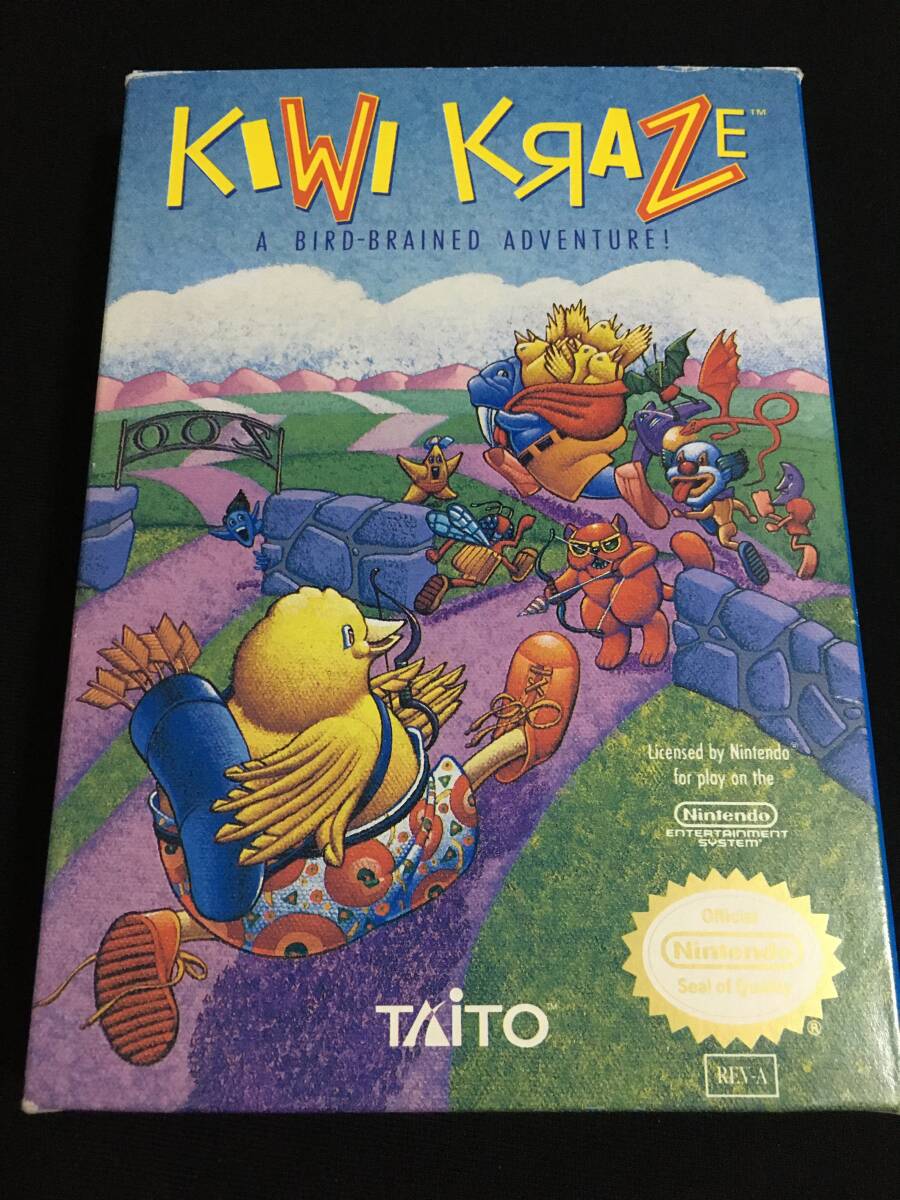 KIWI KRAZE™
A BIRD-BRAINED ADVENTURE!
ZOO
HK
Licensed by Nintendo®
for play on the
Nintendo
ENTERTAINMENT
SYSTEM®
Official
Nintendo
Seal of Quality
®
TAITO
REV-A